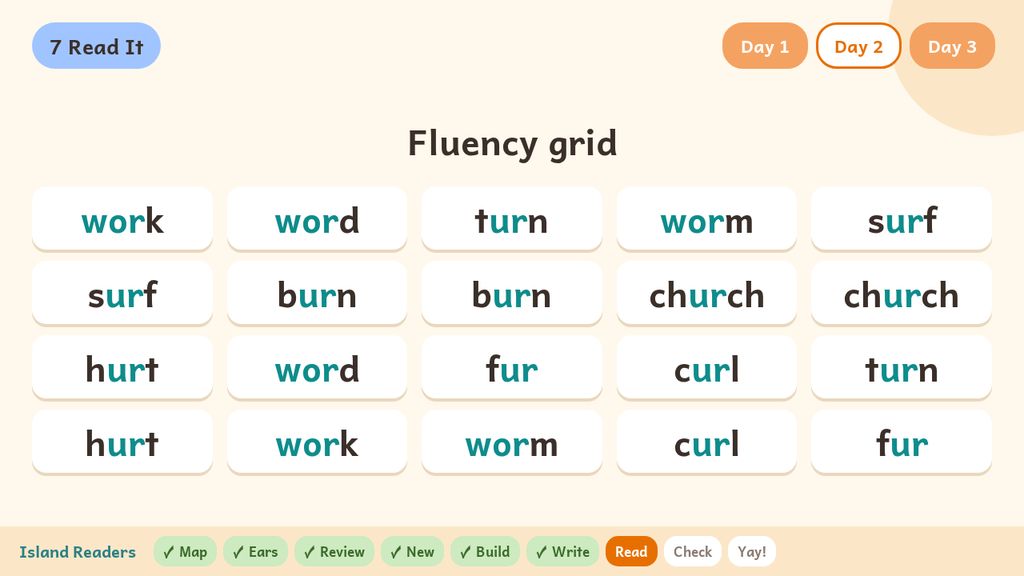 7 Read It
Day 1 Day 2 Day 3
Fluency grid
work word turn worm surf
surf burn burn church church
hurt word fur curl turn
hurt work worm curl fur
Island Readers ✓ Map ✓ Ears ✓ Review ✓ New ✓ Build ✓ Write Read Check Yay!